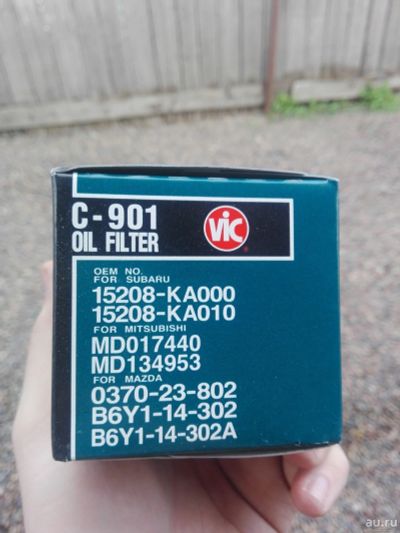 C-901
OIL FILTER
VIC
OEM NO.
FOR SUBARU
15208-KA000
15208-KA010
FOR MITSUBISHI
MD017440
MD134953
FOR MAZDA
0370-23-802
B6Y1-14-302
B6Y1-14-302A
au.ru